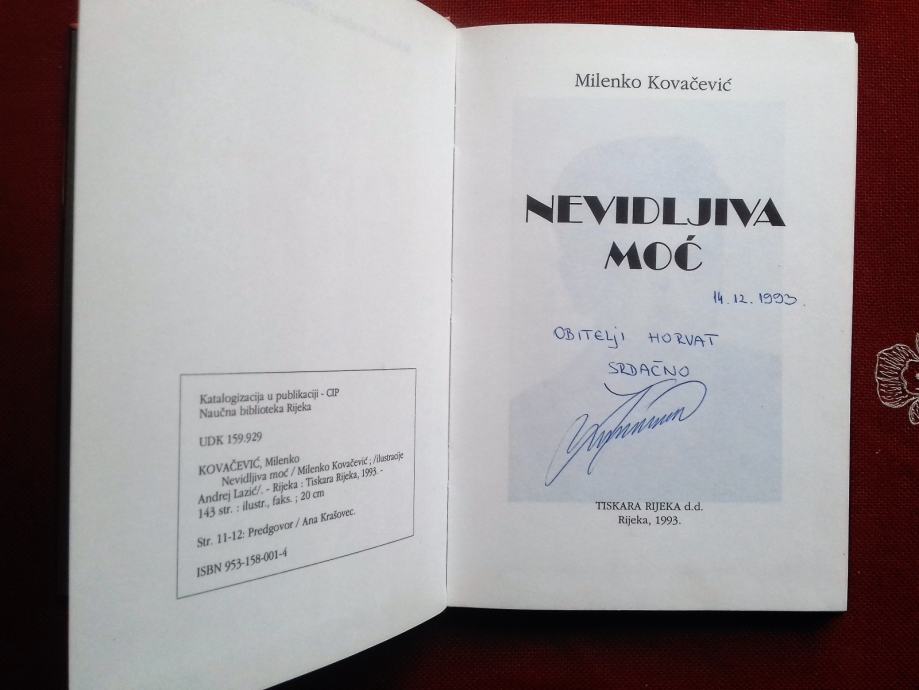 Katalogizacija u publikaciji - CIP
Naučna biblioteka Rijeka
UDK 159.929
KOVAČEVIĆ, Milenko
Nevidljiva moć / Milenko Kovačević ; /ilustracije
Andrej Lazić/. - Rijeka : Tiskara Rijeka, 1993. -
143 str. : ilustr., faks. ; 20 cm
Str. 11-12: Predgovor / Ana Krašovec.
ISBN 953-158-001-4
Milenko Kovačević
NEVIDLJIVA
MOĆ
14.12.1993.
OBITELJI HORVAT
SRDAČNO
TISKARA RIJEKA d.d.
Rijeka, 1993.